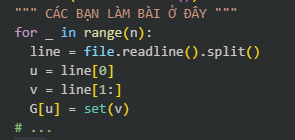 """ CÁC BẠN LÀM BÀI Ở ĐÂY """
for _ in range(n):
  line = file.readline().split()
  u = line[0]
  v = line[1:]
  G[u] = set(v)
# ...